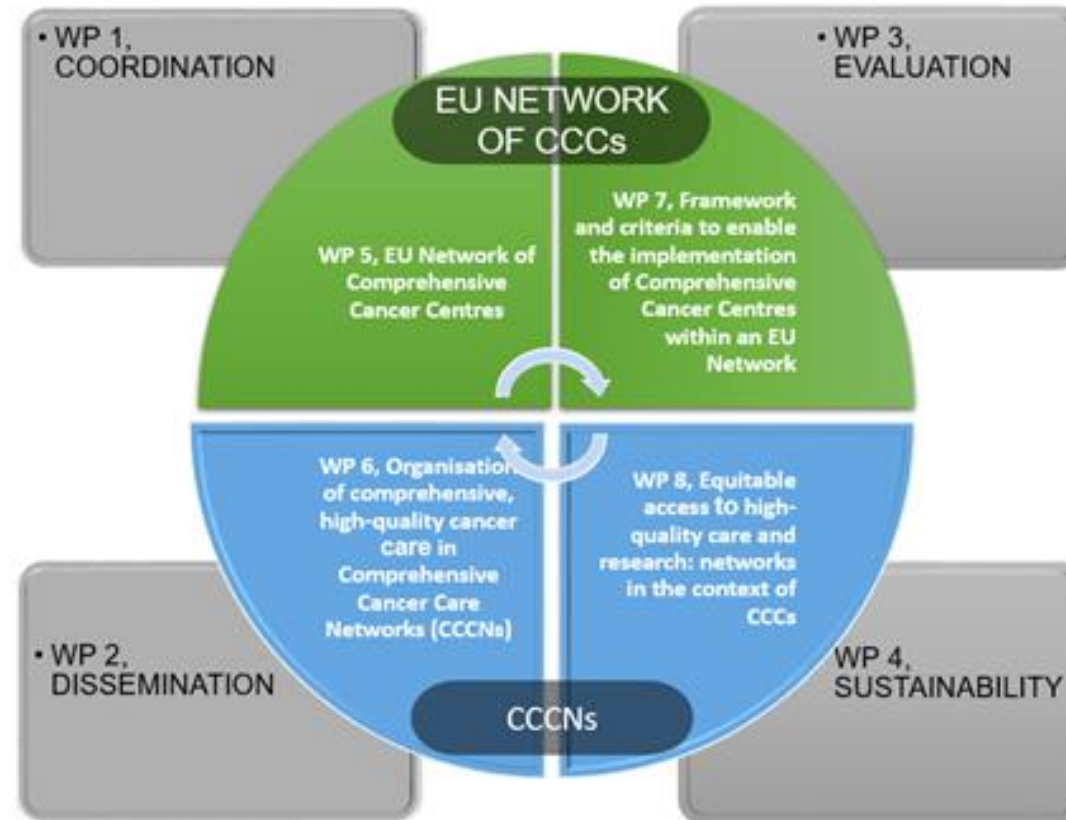 • WP 1,
COORDINATION
• WP 3,
EVALUATION
EU NETWORK
OF CCCs
WP 5, EU Network of
Comprehensive
Cancer Centres
WP 7, Framework
and criteria to enable
the implementation
of Comprehensive
Cancer Centres
within an EU
Network
WP 6, Organisation
of comprehensive,
high-quality cancer
care in
Comprehensive
Cancer Care
Networks (CCCNs)
WP 8, Equitable
access to high-
quality care and
research: networks
in the context of
CCCs
• WP 2,
DISSEMINATION
WP 4,
SUSTAINABILITY
CCCNs